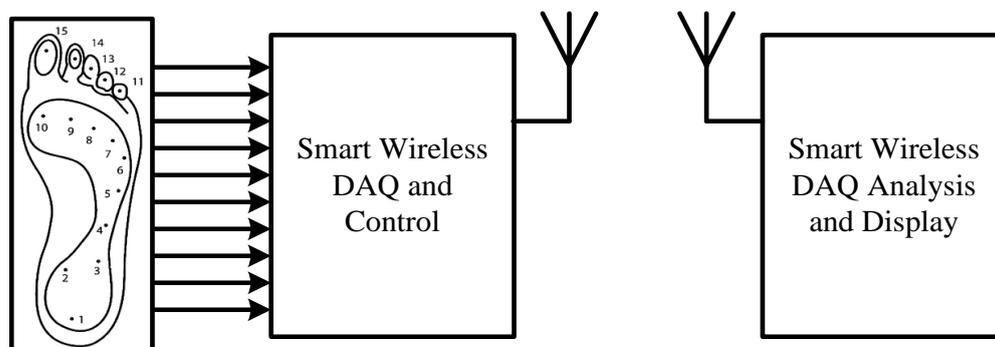 15
14
13
12
11
10
9
8
7
6
5
4
3
2
1
Smart Wireless
DAQ and
Control
Smart Wireless
DAQ Analysis
and Display